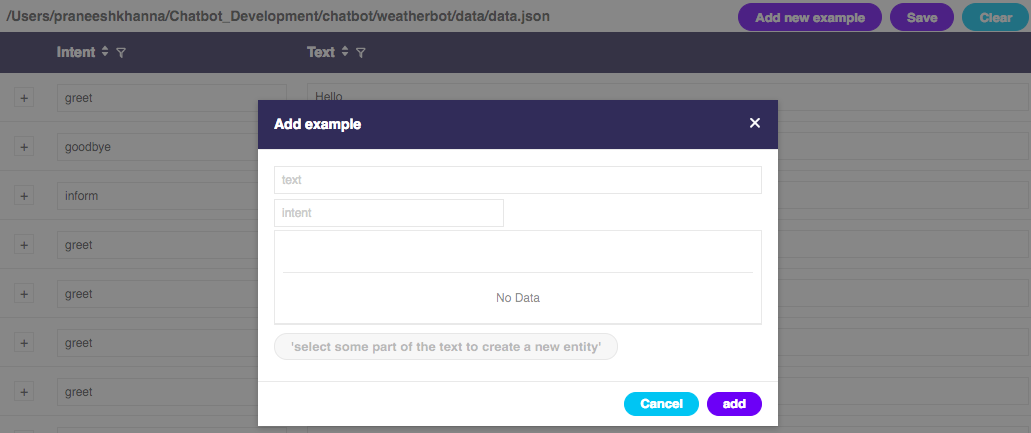 /Users/praneeshkhanna/Chatbot_Development/chatbot/weatherbot/data/data.json
Add new example
Save
Clear
Intent
Text
+ greet
Hello
+ goodbye
+ inform
+ greet
+ greet
+ greet
+ greet
Add example
text
intent
No Data
'select some part of the text to create a new entity'
Cancel
add